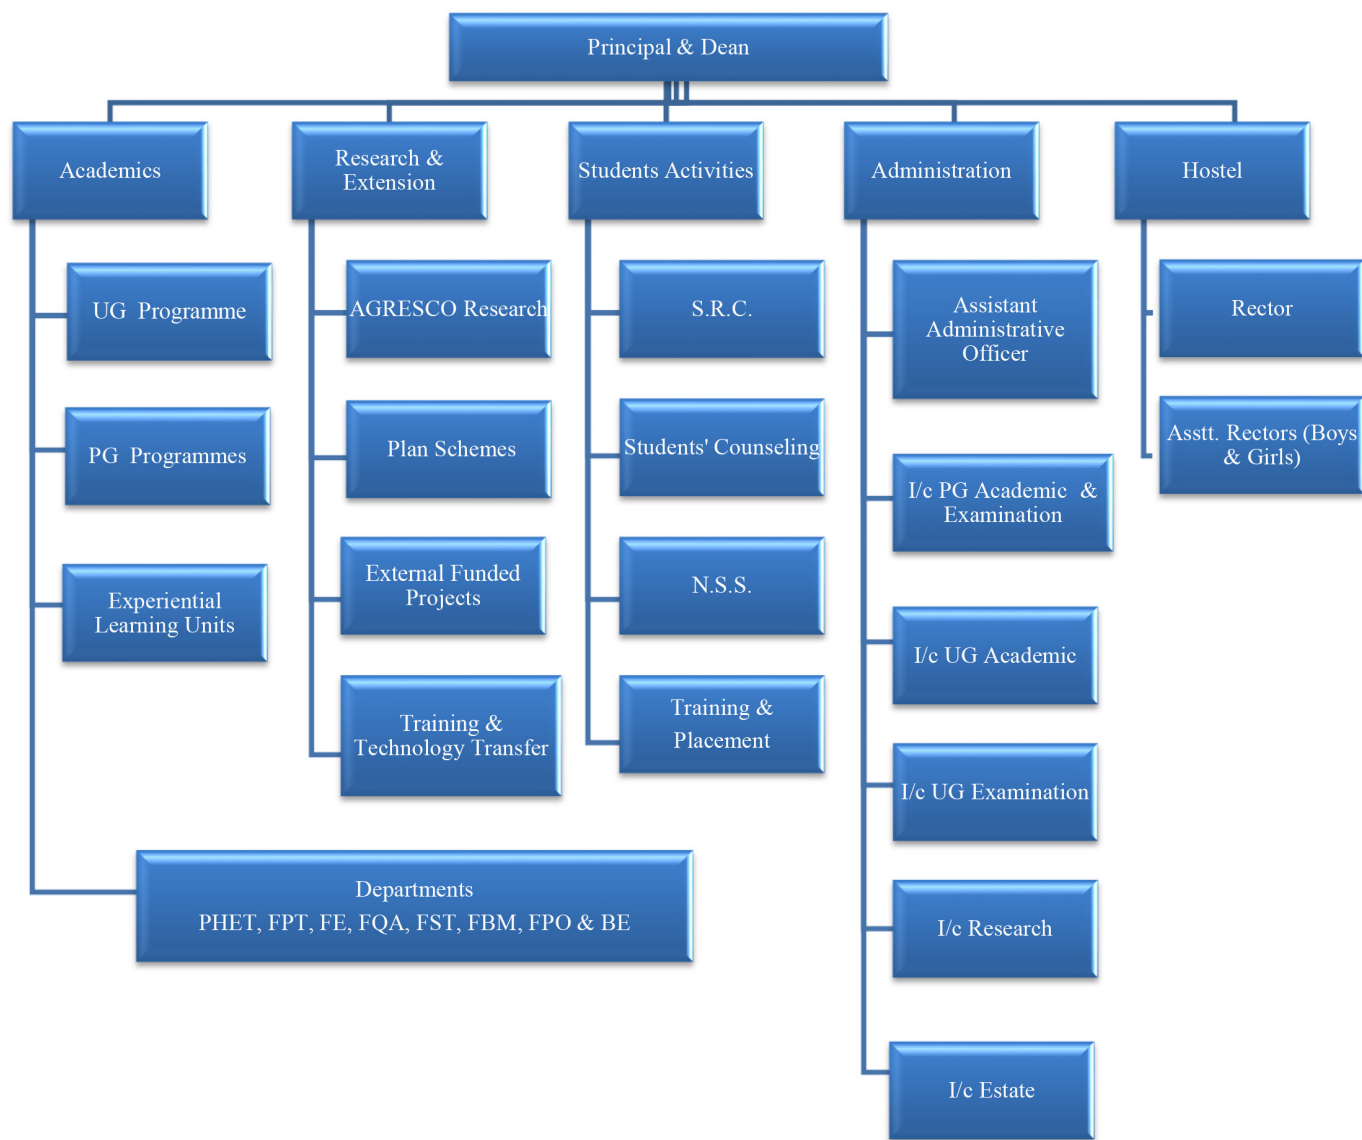 Principal & Dean
Academics
Research &
Extension
Students Activities
Administration
Hostel
UG  Programme
PG  Programmes
Experiential
Learning Units
Departments
PHET, FPT, FE, FQA, FST, FBM, FPO & BE
AGRESCO Research
Plan Schemes
External Funded
Projects
Training &
Technology Transfer
S.R.C.
Students' Counseling
N.S.S.
Training &
Placement
Assistant
Administrative
Officer
I/c PG Academic  &
Examination
I/c UG Academic
I/c UG Examination
I/c Research
I/c Estate
Rector
Asstt. Rectors (Boys
& Girls)